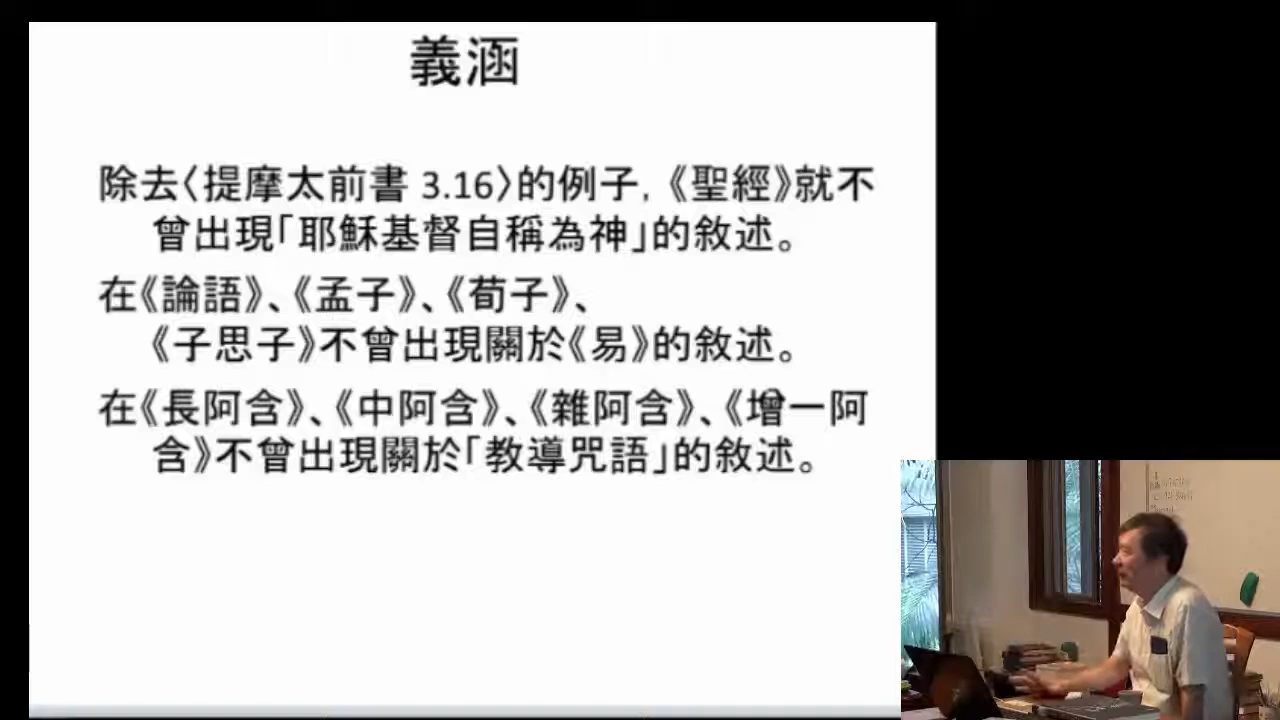 義涵
除去〈提摩太前書 3.16〉的例子,《聖經》就不
曾出現「耶穌基督自稱為神」的敘述。
在《論語》、《孟子》、《荀子》、
《子思子》不曾出現關於《易》的敘述。
在《長阿含》、《中阿含》、《雜阿含》、《增一阿
含》不曾出現關於「教導咒語」的敘述。